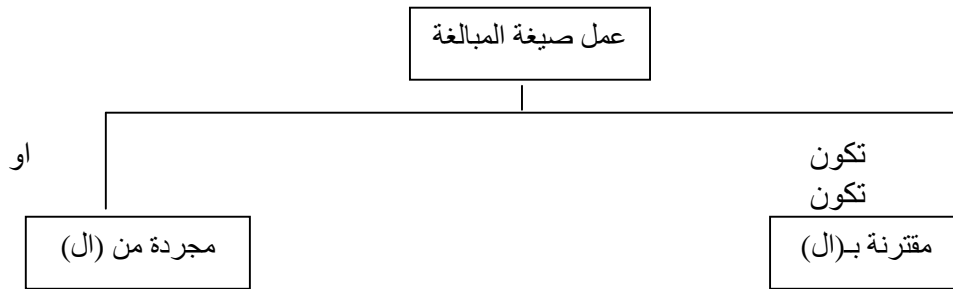 عمل صيغة المبالغة
تكون او
تكون
مقترنة بـ(ال)
مجردة من (ال)